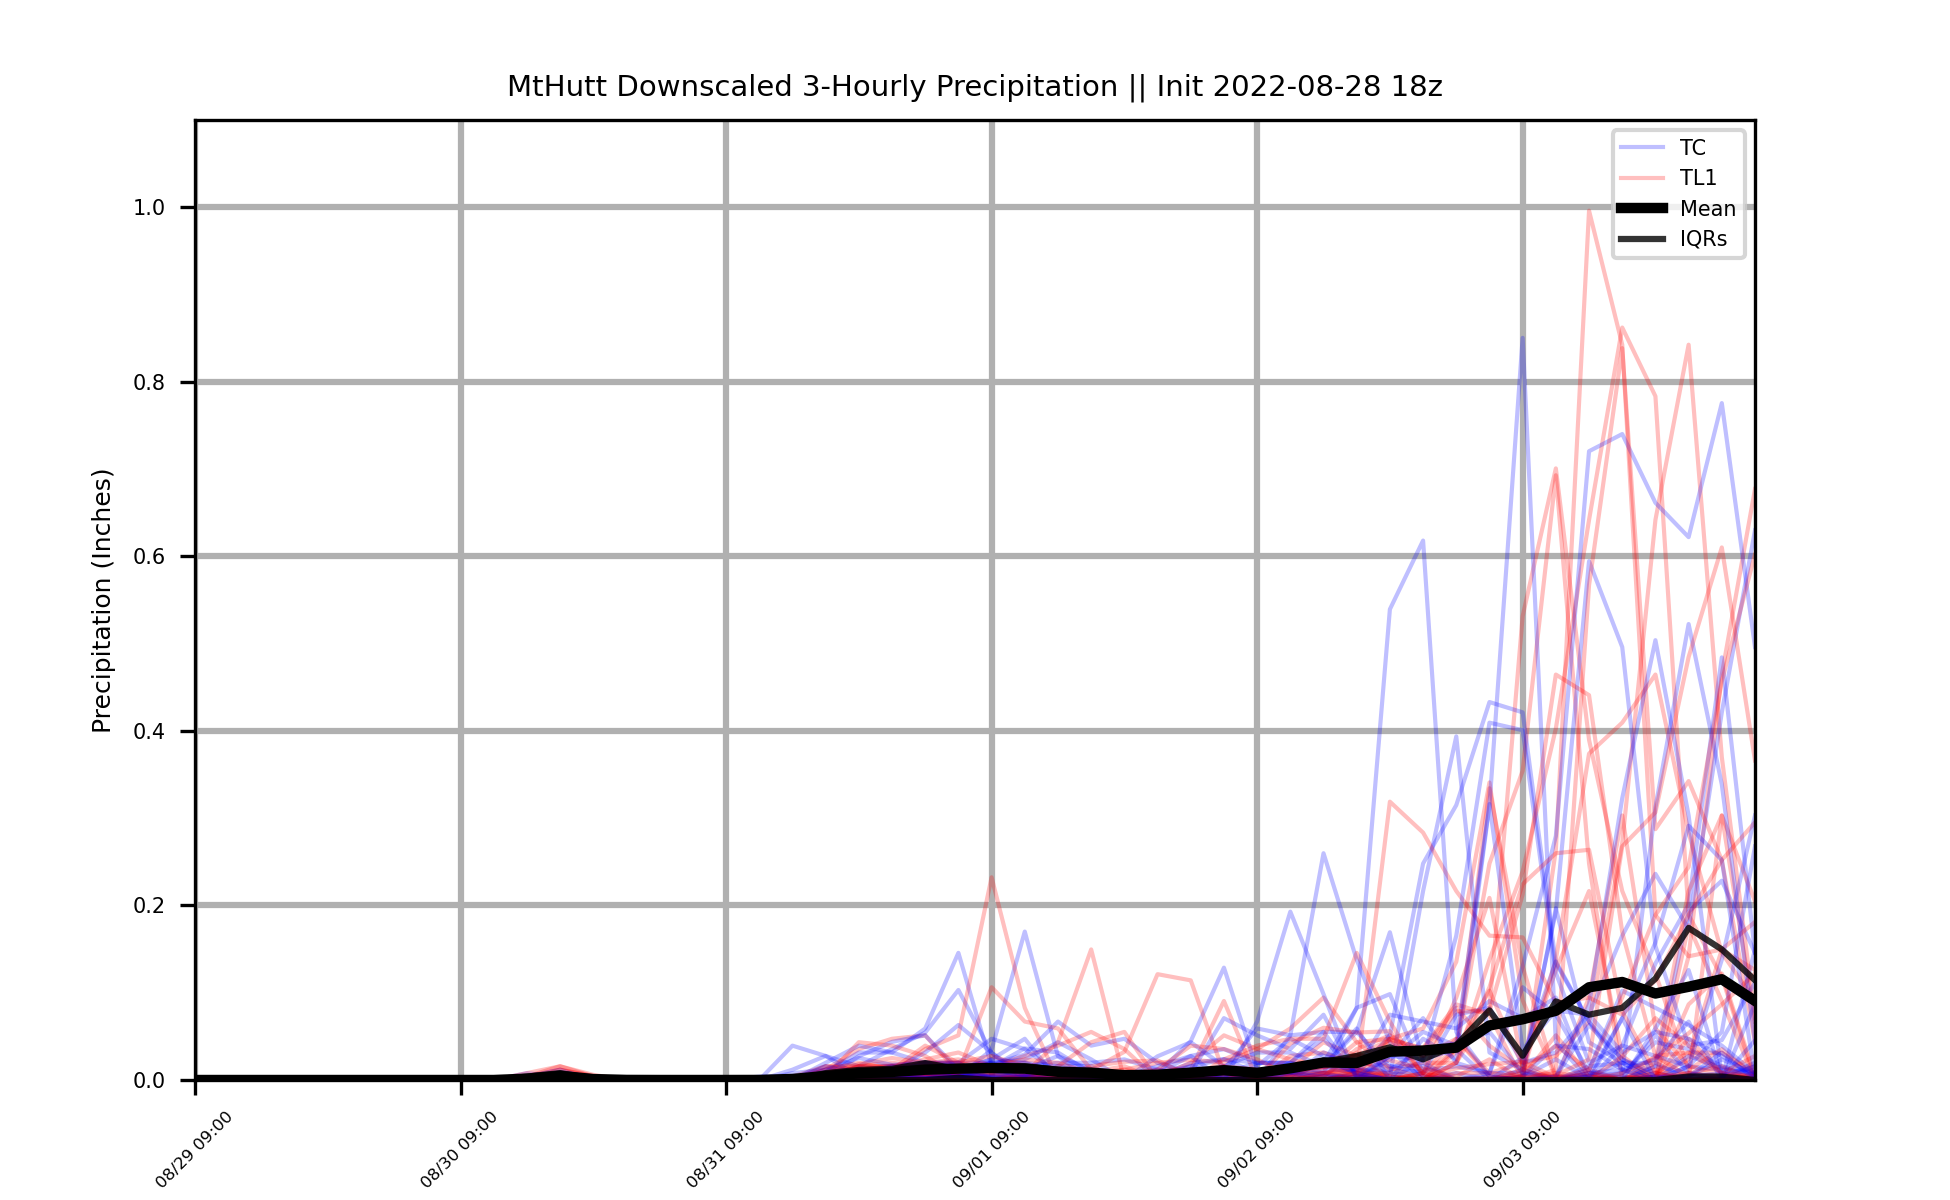 MtHutt Downscaled 3-Hourly Precipitation || Init 2022-08-28 18z
TC
TL1
Mean
IQRs
Precipitation (Inches)
1.0
0.8
0.6
0.4
0.2
0.0
08/29 09:00
08/30 09:00
08/31 09:00
09/01 09:00
09/02 09:00
09/03 09:00